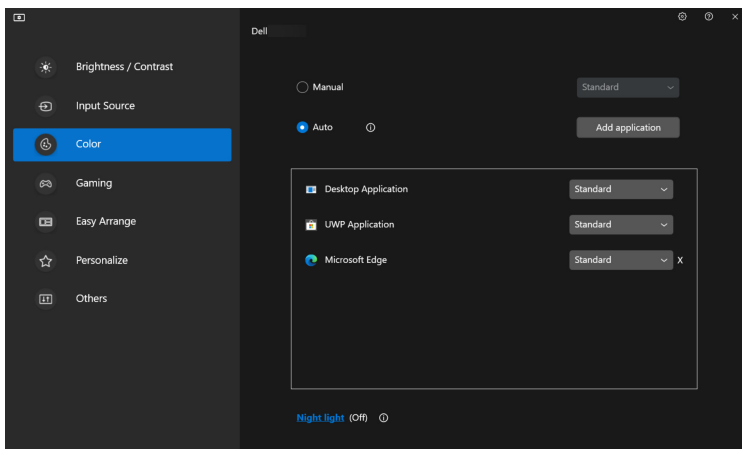 Dell
Brightness / Contrast
Input Source
Color
Gaming
Easy Arrange
Personalize
Others
Manual
Standard
Auto
Add application
Desktop Application
Standard
UWP Application
Standard
Microsoft Edge
Standard
X
Night light (Off)